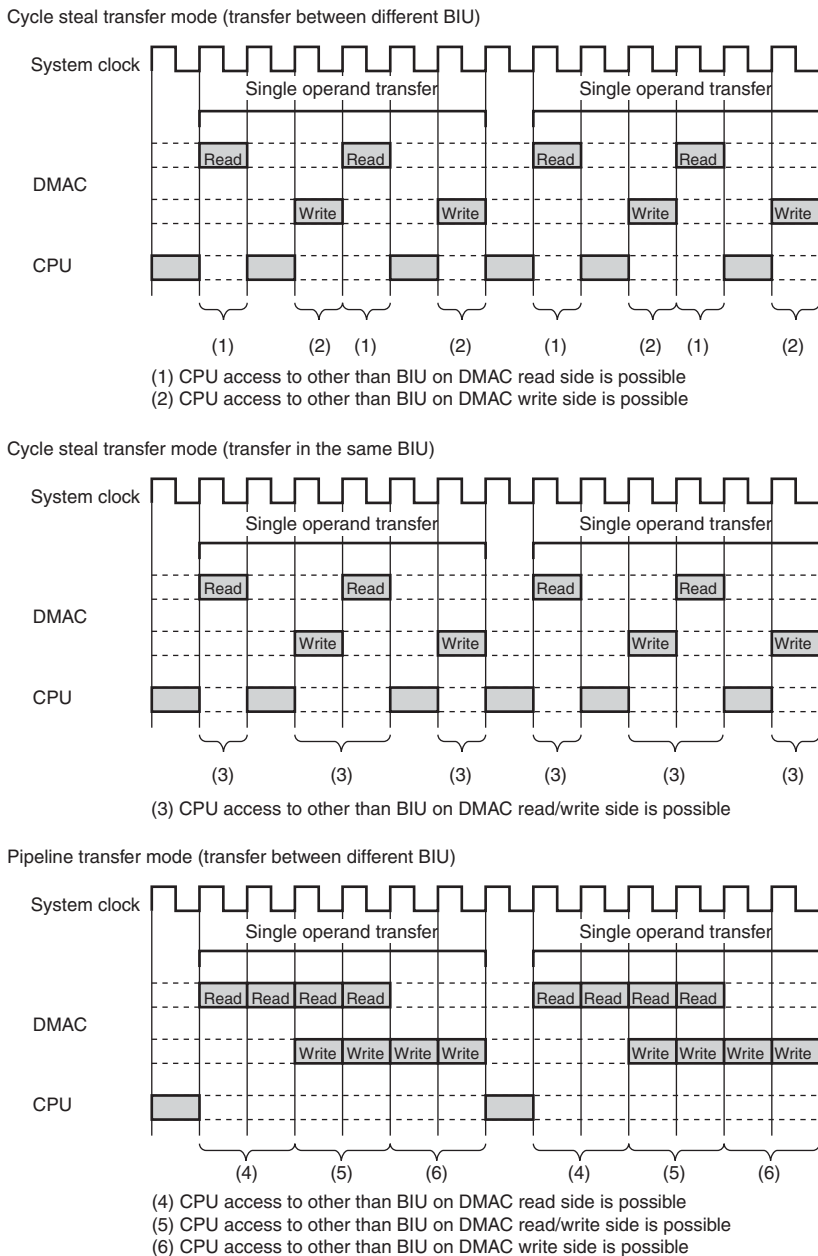 Cycle steal transfer mode (transfer between different BIU)
System clock
Single operand transfer Single operand transfer
Read Read Read Read
DMAC
Write Write Write Write
CPU
(1) (2) (1) (2) (1) (2) (1) (2)
(1) CPU access to other than BIU on DMAC read side is possible
(2) CPU access to other than BIU on DMAC write side is possible
Cycle steal transfer mode (transfer in the same BIU)
System clock
Single operand transfer Single operand transfer
Read Read Read Read
DMAC
Write Write Write Write
CPU
(3) (3) (3) (3) (3) (3)
(3) CPU access to other than BIU on DMAC read/write side is possible
Pipeline transfer mode (transfer between different BIU)
System clock
Single operand transfer Single operand transfer
Read Read Read Read Read Read Read Read
DMAC
Write Write Write Write Write Write Write Write
CPU
(4) (5) (6) (4) (5) (6)
(4) CPU access to other than BIU on DMAC read side is possible
(5) CPU access to other than BIU on DMAC read/write side is possible
(6) CPU access to other than BIU on DMAC write side is possible